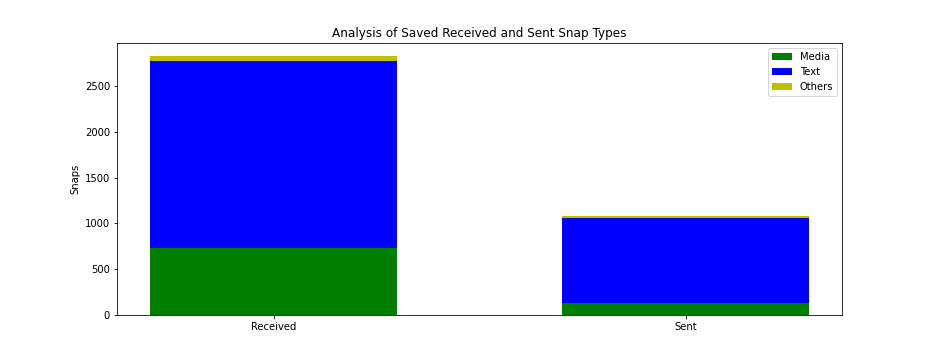 Analysis of Saved Received and Sent Snap Types
Media
Text
Others
Snaps
2500
2000
1500
1000
500
0
Received
Sent